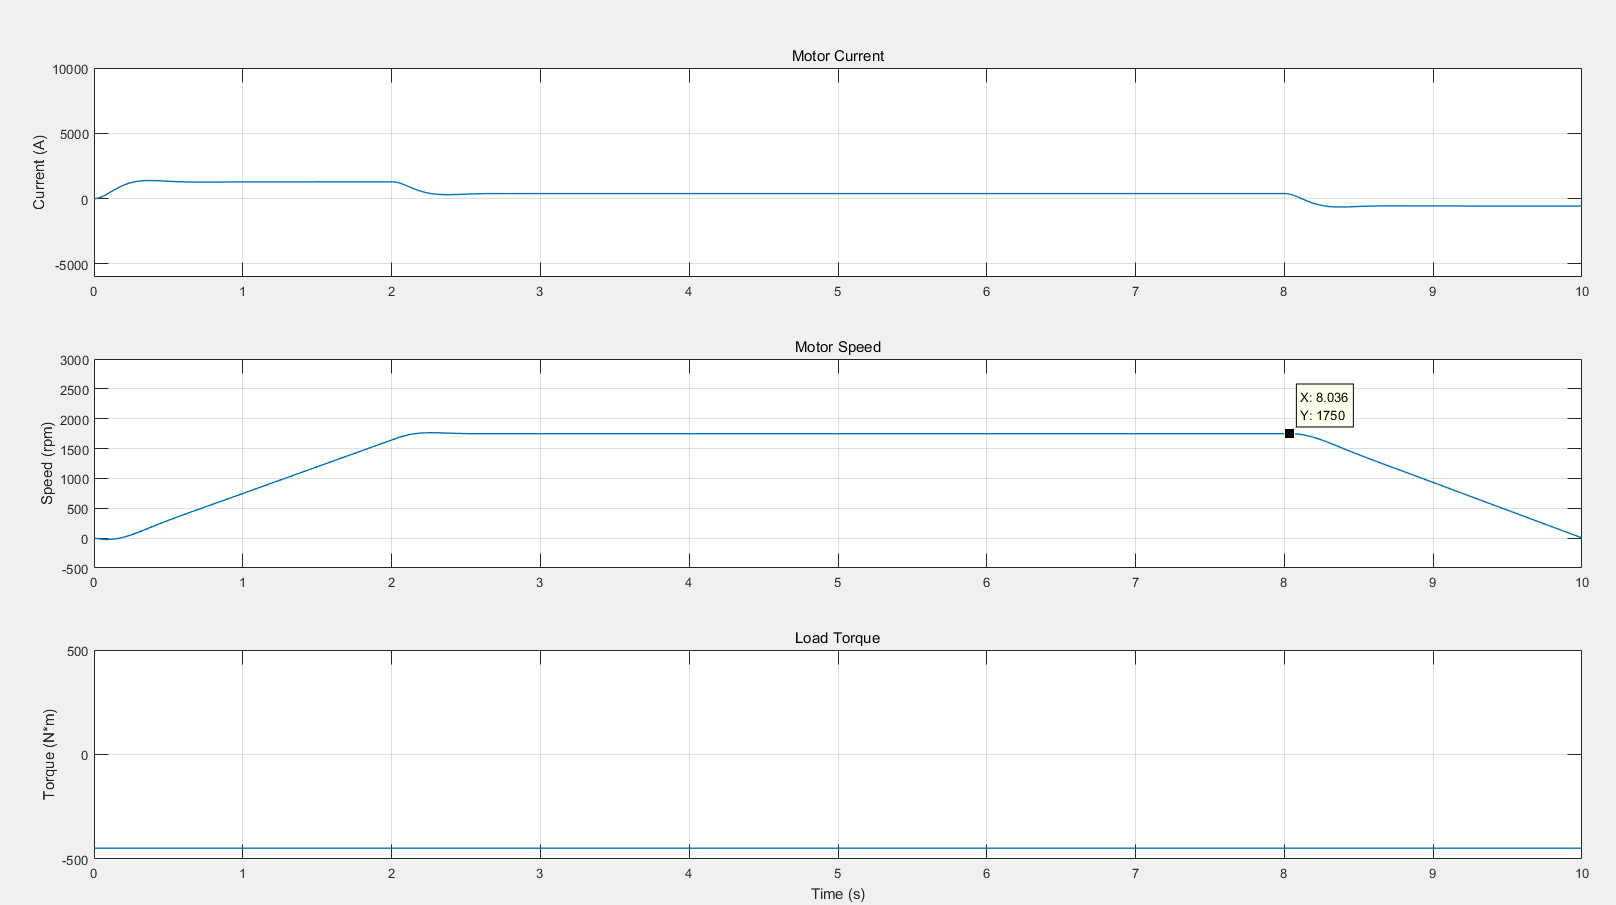 Motor Current
10000
5000
0
-5000
Current (A)
0 1 2 3 4 5 6 7 8 9 10
Motor Speed
3000
2500
2000
1500
1000
500
0
-500
Speed (rpm)
X: 8.036
Y: 1750
0 1 2 3 4 5 6 7 8 9 10
Load Torque
500
0
-500
Torque (N*m)
0 1 2 3 4 5 6 7 8 9 10
Time (s)